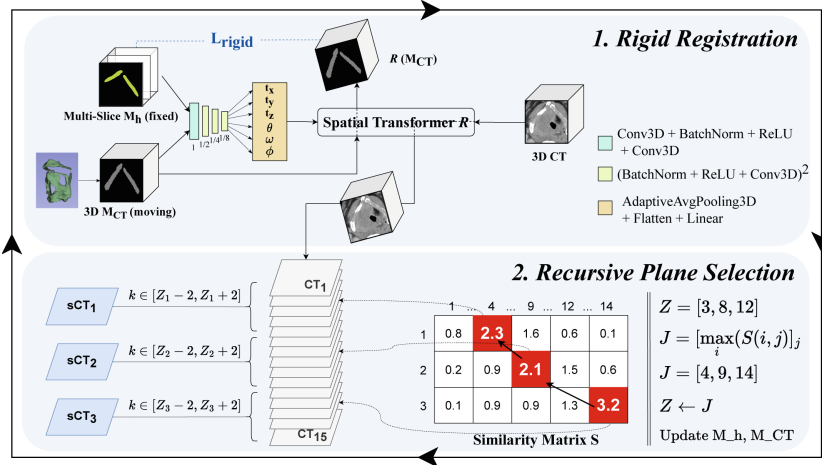 1. Rigid Registration
L_rigid
R (M_CT)
Multi-Slice M_h (fixed)
1
1/2
1/4
1/8
t_x
t_y
t_z
θ
ω
ϕ
Spatial Transformer R
3D CT
3D M_CT (moving)
Conv3D + BatchNorm + ReLU
+ Conv3D
(BatchNorm + ReLU + Conv3D)^2
AdaptiveAvgPooling3D
+ Flatten + Linear
2. Recursive Plane Selection
sCT_1
k ∈ [Z_1 − 2, Z_1 + 2]
sCT_2
k ∈ [Z_2 − 2, Z_2 + 2]
sCT_3
k ∈ [Z_3 − 2, Z_3 + 2]
CT_1
CT_15
1 ... 4 ... 9 ... 12 ... 14
1 0.8 2.3 1.6 0.6 0.1
2 0.2 0.9 2.1 1.5 0.6
3 0.1 0.9 0.9 1.3 3.2
Similarity Matrix S
Z = [3, 8, 12]
J = [max_i(S(i, j)]_j
J = [4, 9, 14]
Z ← J
Update M_h, M_CT